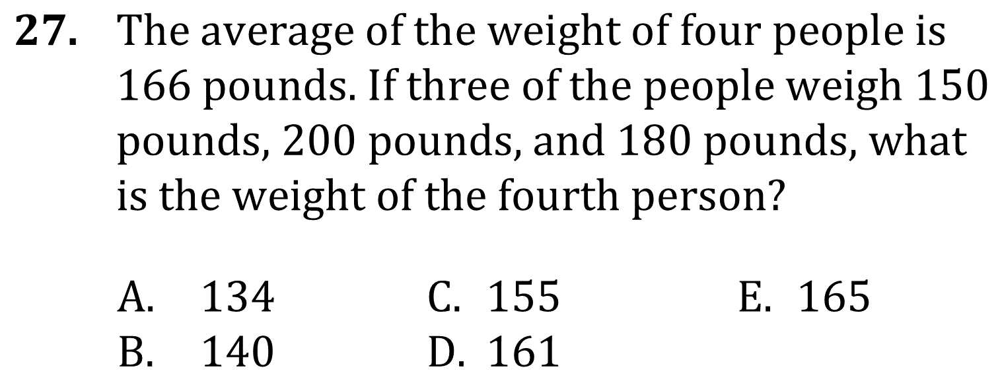 27. The average of the weight of four people is
166 pounds. If three of the people weigh 150
pounds, 200 pounds, and 180 pounds, what
is the weight of the fourth person?
A. 134 C. 155 E. 165
B. 140 D. 161